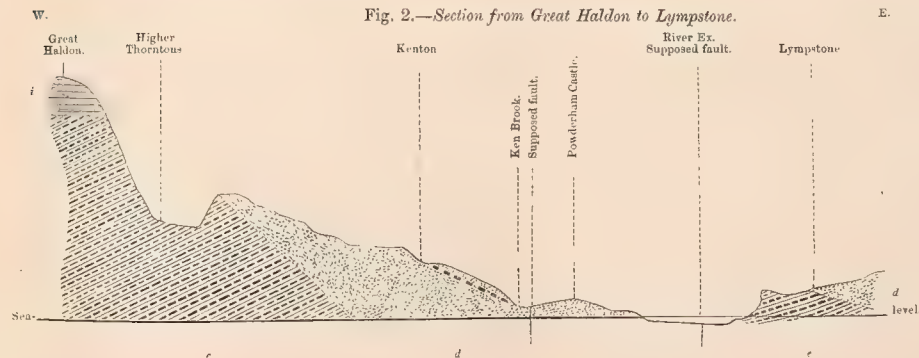 Fig. 2.—Section from Great Haldon to Lympstone.
W.
E.
Great
Haldon.
Higher
Thorntons
Kenton
Ken Brook.
Supposed fault.
Powderham Castle.
River Ex.
Supposed fault.
Lympstone
i
d
Sea-
level
c
d
e